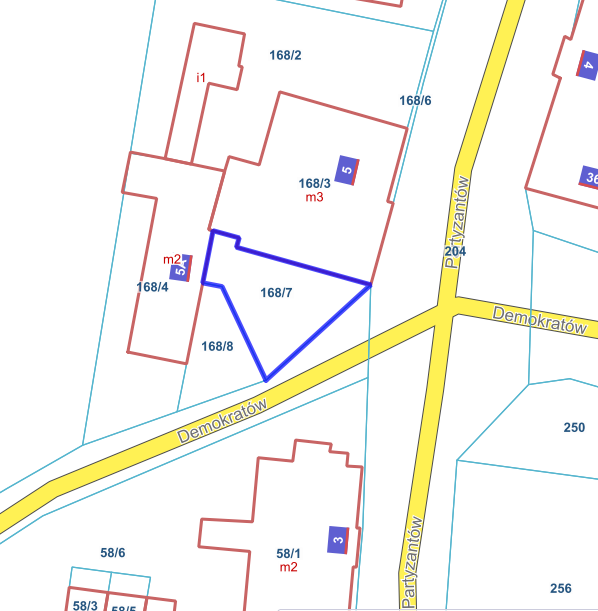 168/2
4
i1
168/6
5
168/3
m3
36
Partyzantów
204
m2
5A
168/4
168/7
Demokratów
168/8
Demokratów
250
3
Partyzantów
58/6
58/1
m2
256
58/3
58/5